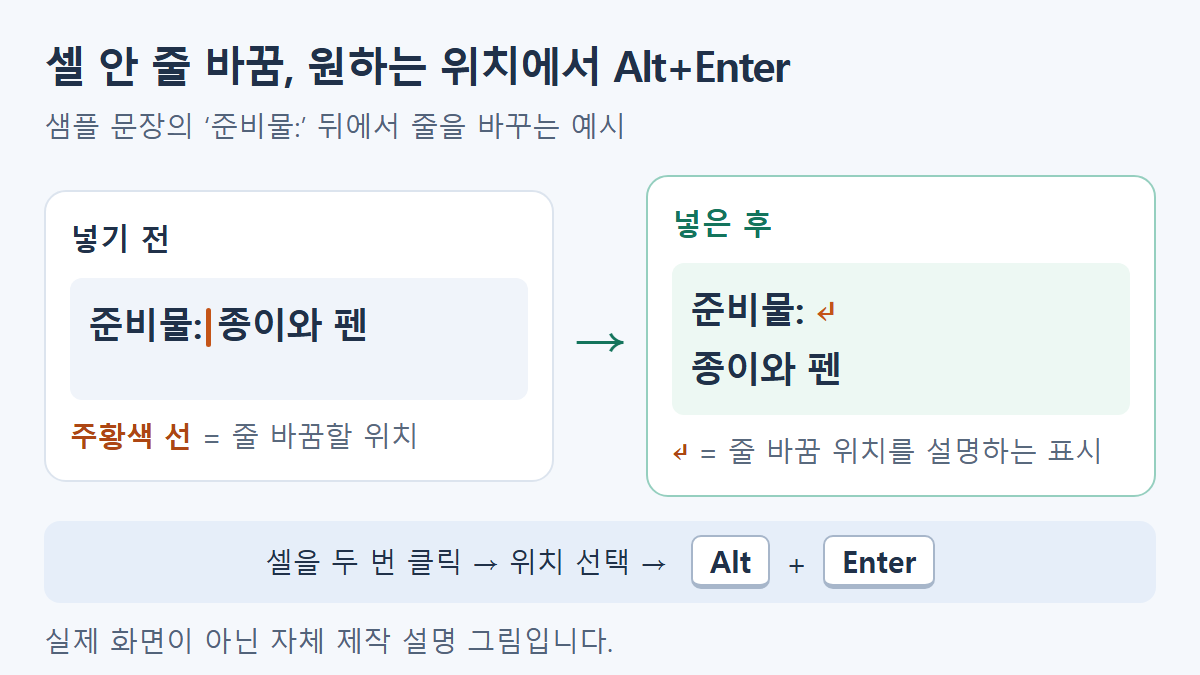 셀 안 줄 바꿈, 원하는 위치에서 Alt+Enter
샘플 문장의 ‘준비물:’ 뒤에서 줄을 바꾸는 예시
넣기 전
준비물: 종이와 펜
주황색 선 = 줄 바꿈할 위치
→
넣은 후
준비물: ↵
종이와 펜
↵ = 줄 바꿈 위치를 설명하는 표시
셀을 두 번 클릭 → 위치 선택 → Alt + Enter
실제 화면이 아닌 자체 제작 설명 그림입니다.